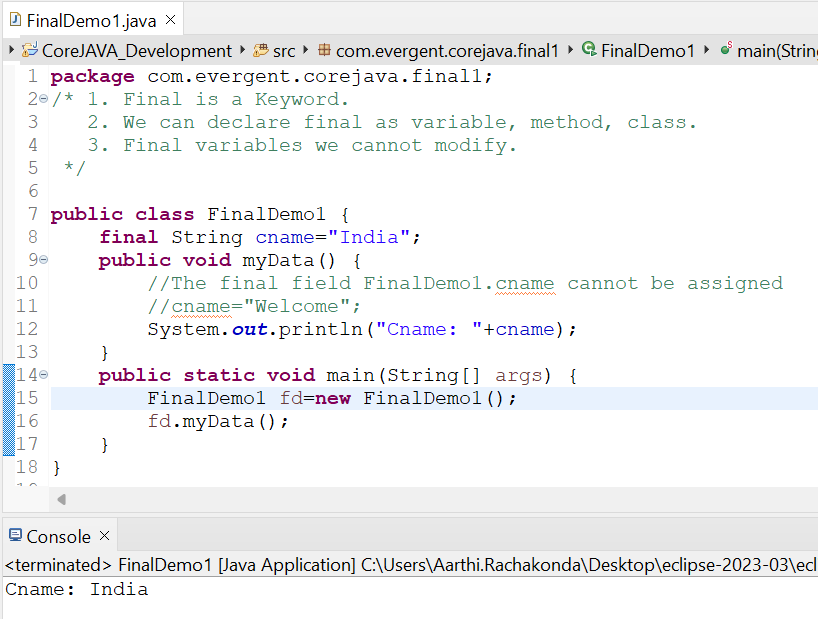 FinalDemo1.java
CoreJAVA_Development src com.evergent.corejava.final1 FinalDemo1 main(String
1 package com.evergent.corejava.final1;
2 /* 1. Final is a Keyword.
3    2. We can declare final as variable, method, class.
4    3. Final variables we cannot modify.
5  */
6
7 public class FinalDemo1 {
8     final String cname="India";
9     public void myData() {
10         //The final field FinalDemo1.cname cannot be assigned
11         //cname="Welcome";
12         System.out.println("Cname: "+cname);
13     }
14     public static void main(String[] args) {
15         FinalDemo1 fd=new FinalDemo1();
16         fd.myData();
17     }
18 }
Console
<terminated> FinalDemo1 [Java Application] C:\Users\Aarthi.Rachakonda\Desktop\eclipse-2023-03\ecl
Cname: India